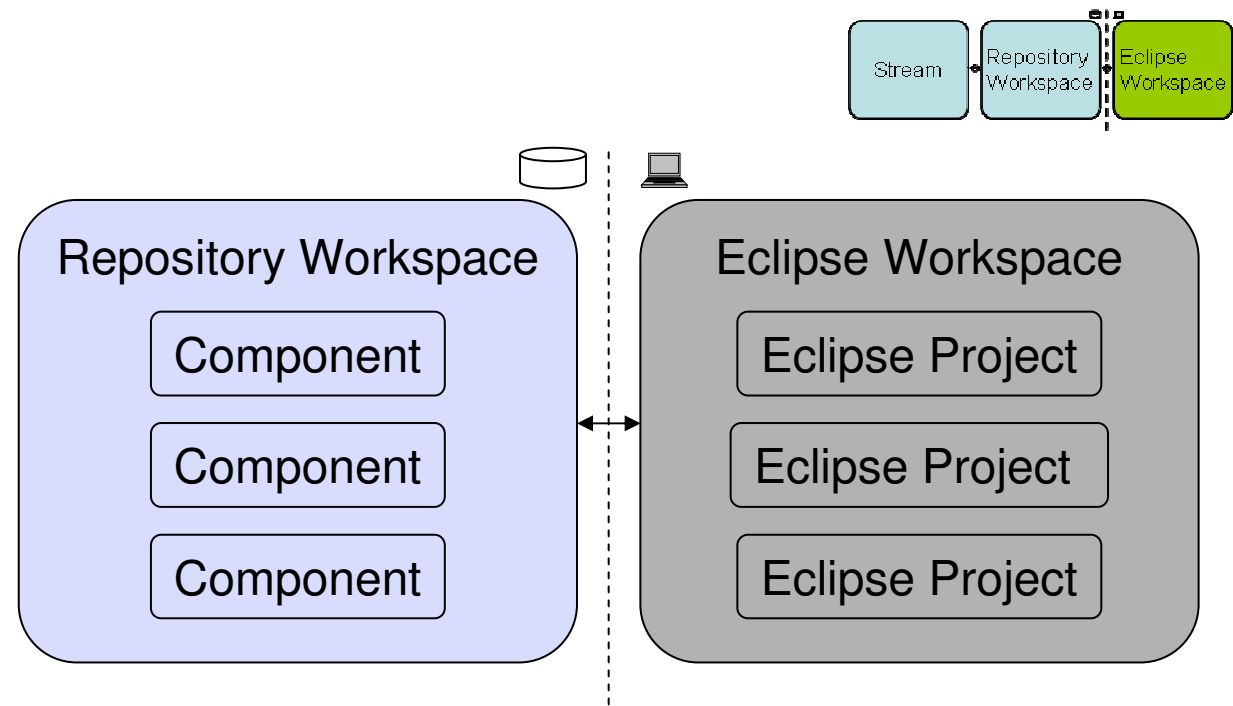 Stream
Repository
Workspace
Eclipse
Workspace
Repository Workspace
Component
Component
Component
Eclipse Workspace
Eclipse Project
Eclipse Project
Eclipse Project